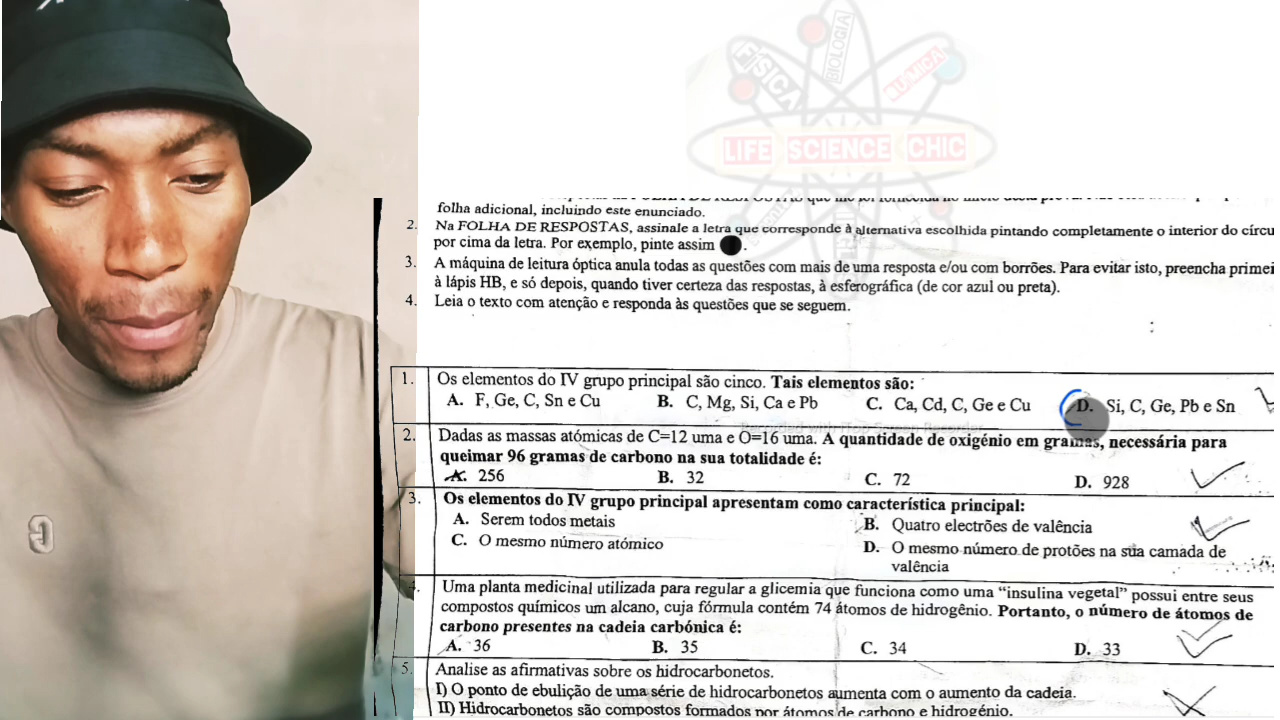 FÍSICA
BIOLOGIA
QUÍMICA
LIFE SCIENCE CHIC
folha adicional, incluindo este enunciado.
2. Na FOLHA DE RESPOSTAS, assinale a letra que corresponde à alternativa escolhida pintando completamente o interior do círcu
por cima da letra. Por exemplo, pinte assim .
3. A máquina de leitura óptica anula todas as questões com mais de uma resposta e/ou com borrões. Para evitar isto, preencha primei
à lápis HB, e só depois, quando tiver certeza das respostas, à esferográfica (de cor azul ou preta).
4. Leia o texto com atenção e responda às questões que se seguem.
1. Os elementos do IV grupo principal são cinco. Tais elementos são:
A. F, Ge, C, Sn e Cu B. C, Mg, Si, Ca e Pb C. Ca, Cd, C, Ge e Cu D. Si, C, Ge, Pb e Sn
Recorded with iTop Screen Recorder
2. Dadas as massas atómicas de C=12 uma e O=16 uma. A quantidade de oxigénio em gramas, necessária para
queimar 96 gramas de carbono na sua totalidade é:
A. 256 B. 32 C. 72 D. 928
3. Os elementos do IV grupo principal apresentam como característica principal:
A. Serem todos metais B. Quatro electrões de valência
C. O mesmo número atómico D. O mesmo número de protões na sua camada de
valência
4. Uma planta medicinal utilizada para regular a glicemia que funciona como uma “insulina vegetal” possui entre seus
compostos químicos um alcano, cuja fórmula contém 74 átomos de hidrogênio. Portanto, o número de átomos de
carbono presentes na cadeia carbónica é:
A. 36 B. 35 C. 34 D. 33
5. Analise as afirmativas sobre os hidrocarbonetos.
I) O ponto de ebulição de uma série de hidrocarbonetos aumenta com o aumento da cadeia.
II) Hidrocarbonetos são compostos formados por átomos de carbono e hidrogénio.